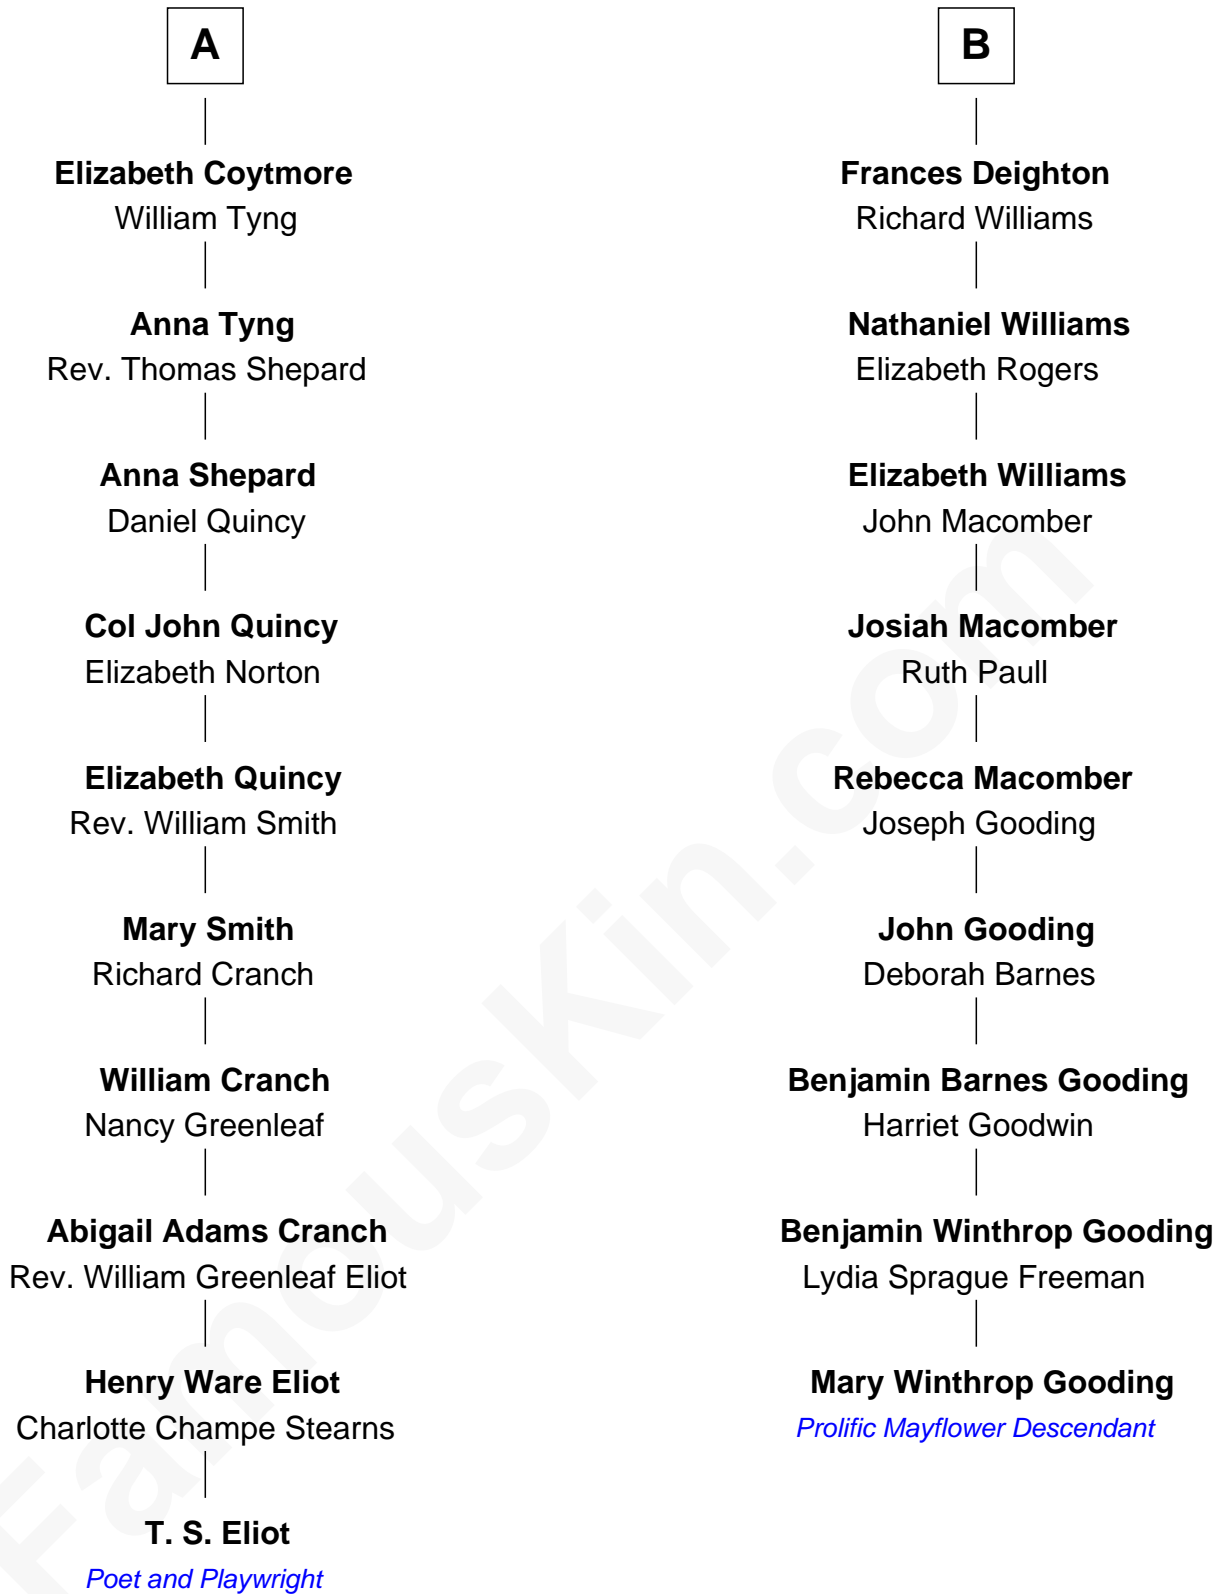 A
Elizabeth Coytmore
William Tyng
Anna Tyng
Rev. Thomas Shepard
Anna Shepard
Daniel Quincy
Col John Quincy
Elizabeth Norton
Elizabeth Quincy
Rev. William Smith
Mary Smith
Richard Cranch
William Cranch
Nancy Greenleaf
Abigail Adams Cranch
Rev. William Greenleaf Eliot
Henry Ware Eliot
Charlotte Champe Stearns
T. S. Eliot
Poet and Playwright
B
Frances Deighton
Richard Williams
Nathaniel Williams
Elizabeth Rogers
Elizabeth Williams
John Macomber
Josiah Macomber
Ruth Paull
Rebecca Macomber
Joseph Gooding
John Gooding
Deborah Barnes
Benjamin Barnes Gooding
Harriet Goodwin
Benjamin Winthrop Gooding
Lydia Sprague Freeman
Mary Winthrop Gooding
Prolific Mayflower Descendant
FamousKin.com